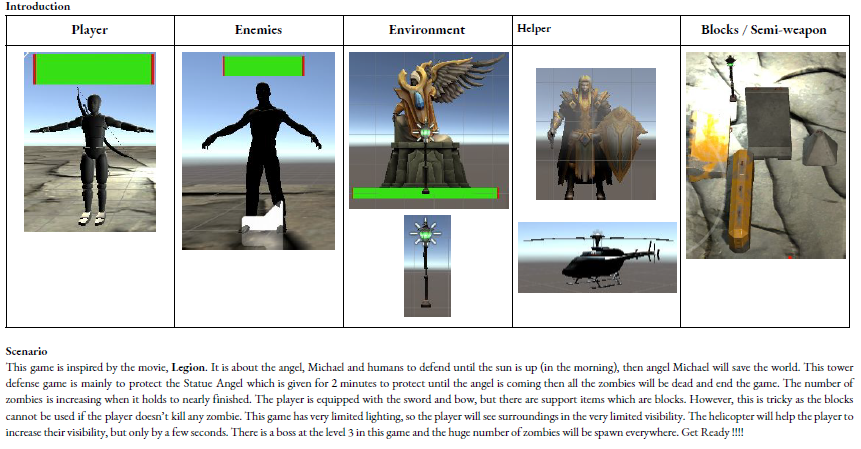 Introduction
Player
Enemies
Environment
Helper
Blocks / Semi-weapon
Scenario
This game is inspired by the movie, Legion. It is about the angel, Michael and humans to defend until the sun is up (in the morning), then angel Michael will save the world. This tower
defense game is mainly to protect the Statue Angel which is given for 2 minutes to protect until the angel is coming then all the zombies will be dead and end the game. The number of
zombies is increasing when it holds to nearly finished. The player is equipped with the sword and bow, but there are support items which are blocks. However, this is tricky as the blocks
cannot be used if the player doesn't kill any zombie. This game has very limited lighting, so the player will see surroundings in the very limited visibility. The helicopter will help the player to
increase their visibility, but only by a few seconds. There is a boss at the level 3 in this game and the huge number of zombies will be spawn everywhere. Get Ready !!!!